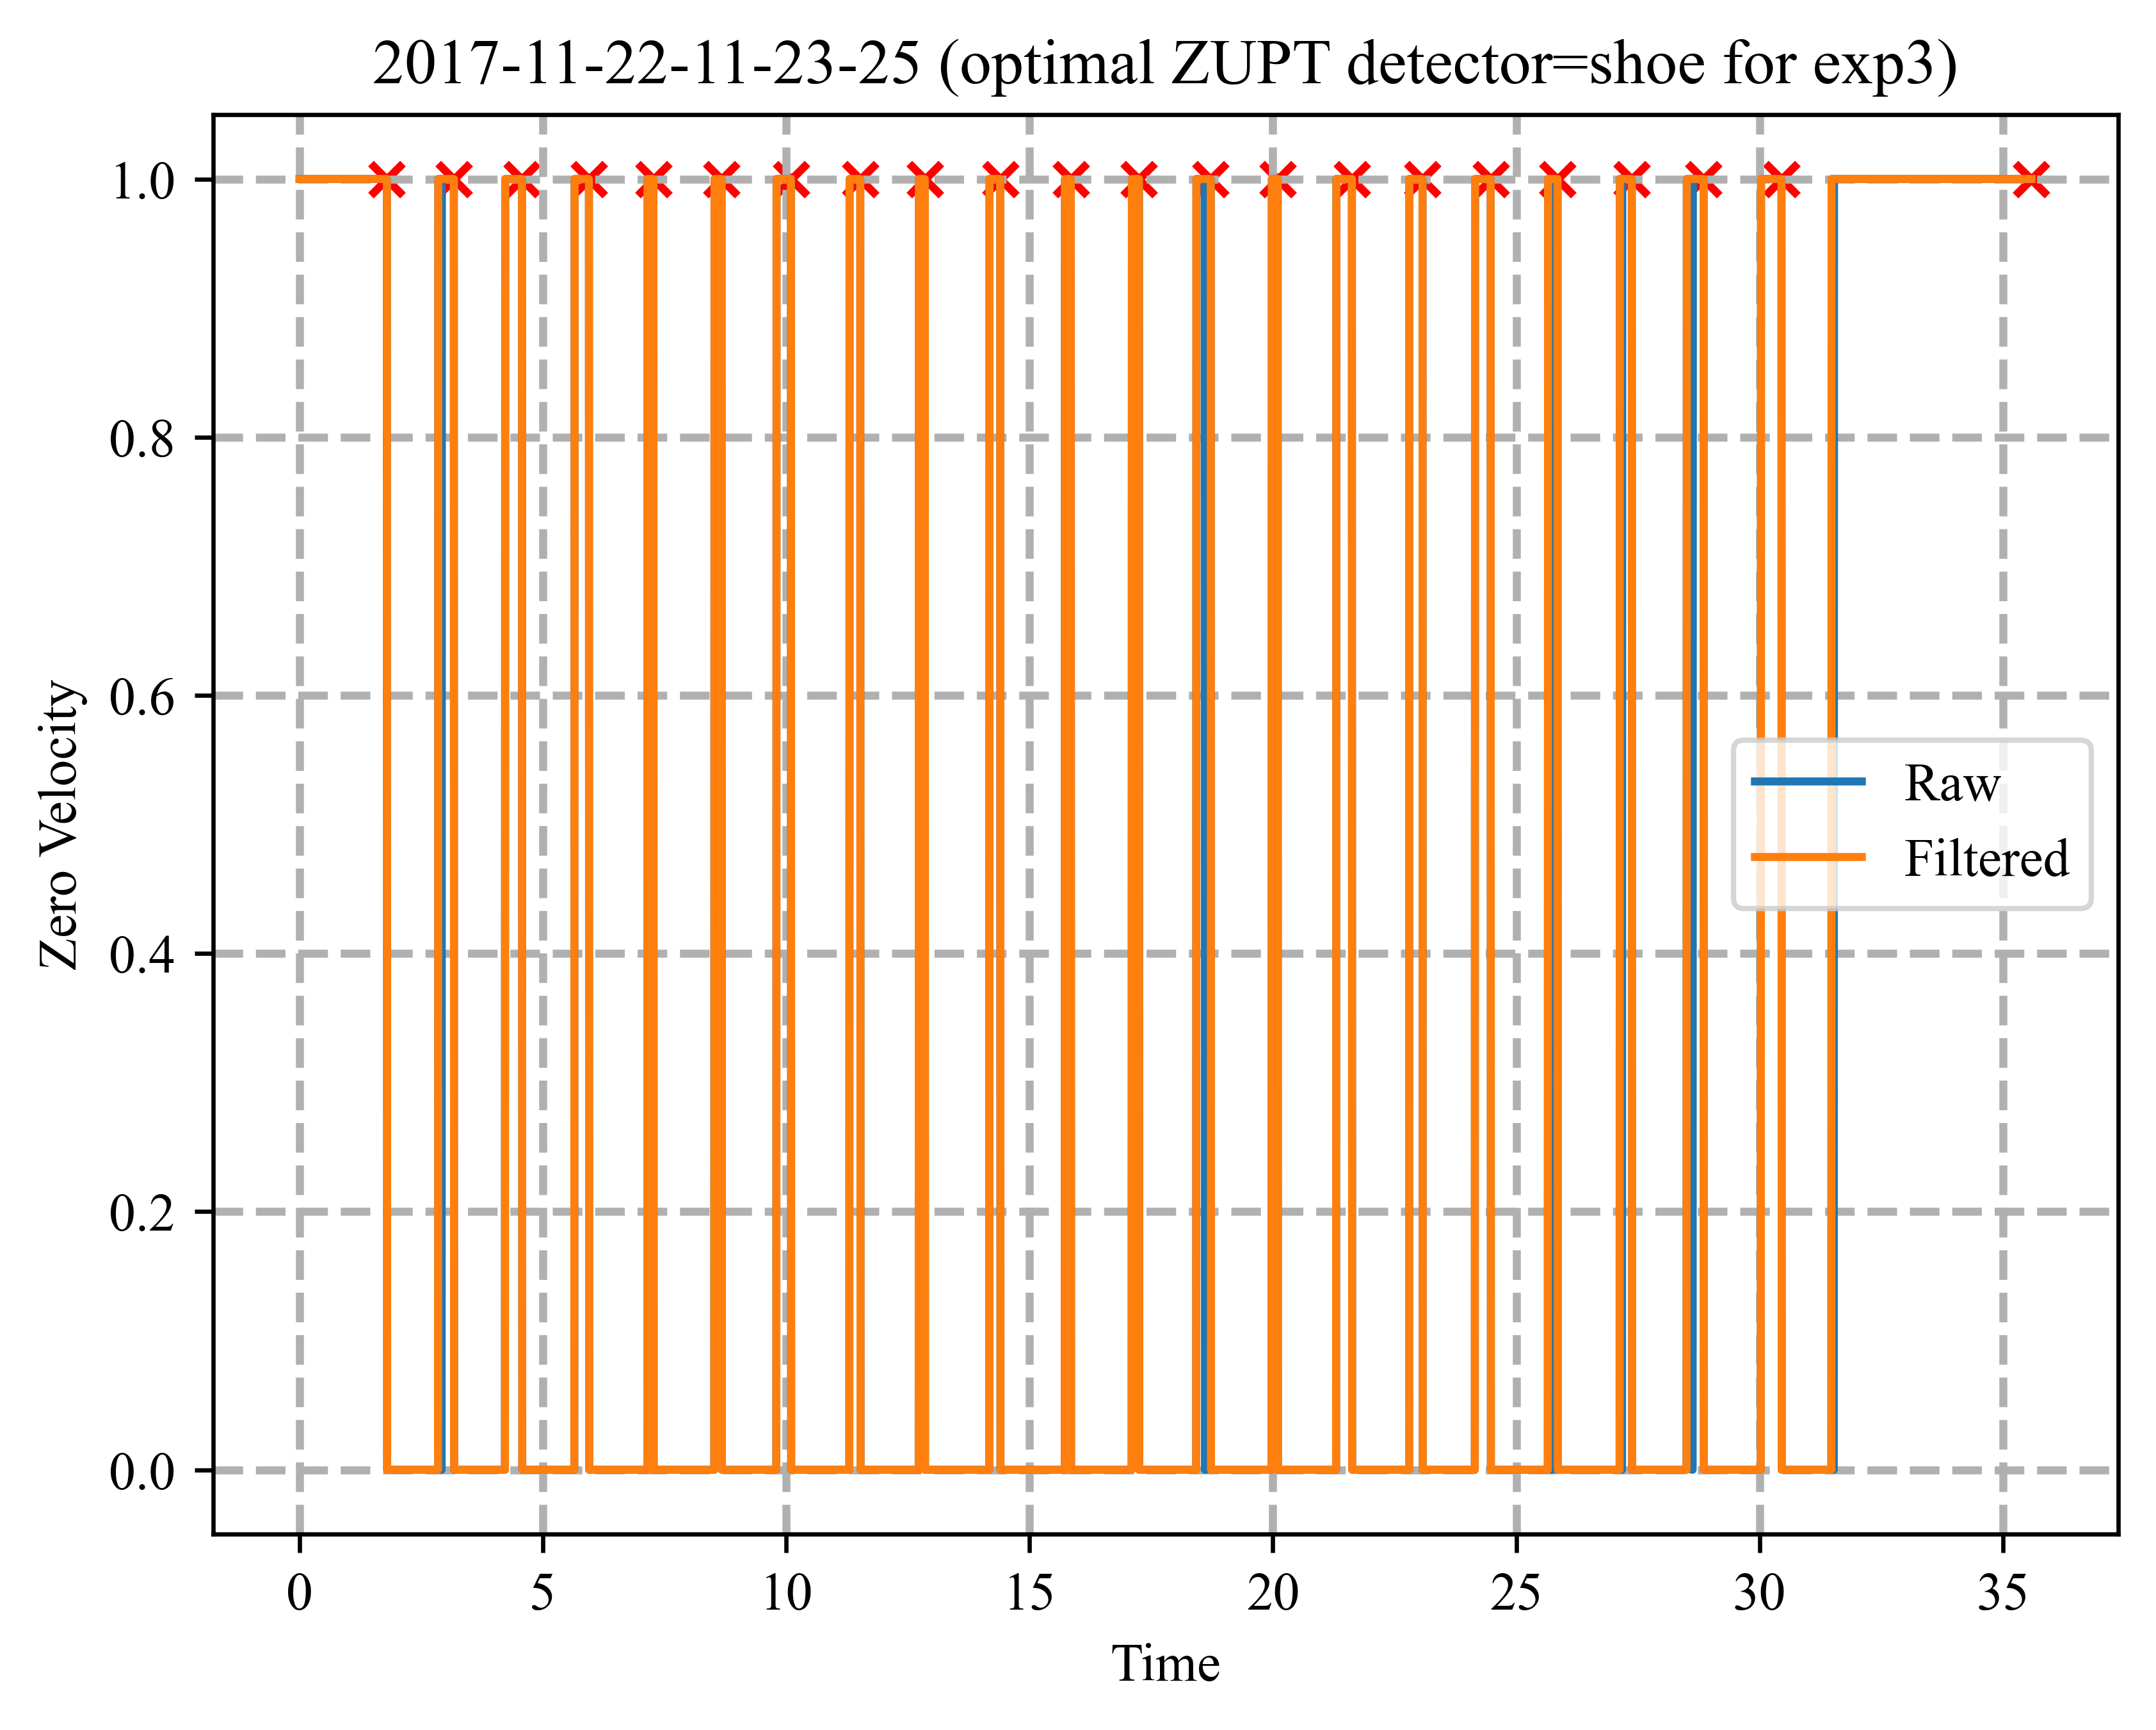 2017-11-22-11-23-25 (optimal ZUPT detector=shoe for exp3)
Zero Velocity
1.0
0.8
0.6
0.4
0.2
0.0
Raw
Filtered
0 5 10 15 20 25 30 35
Time